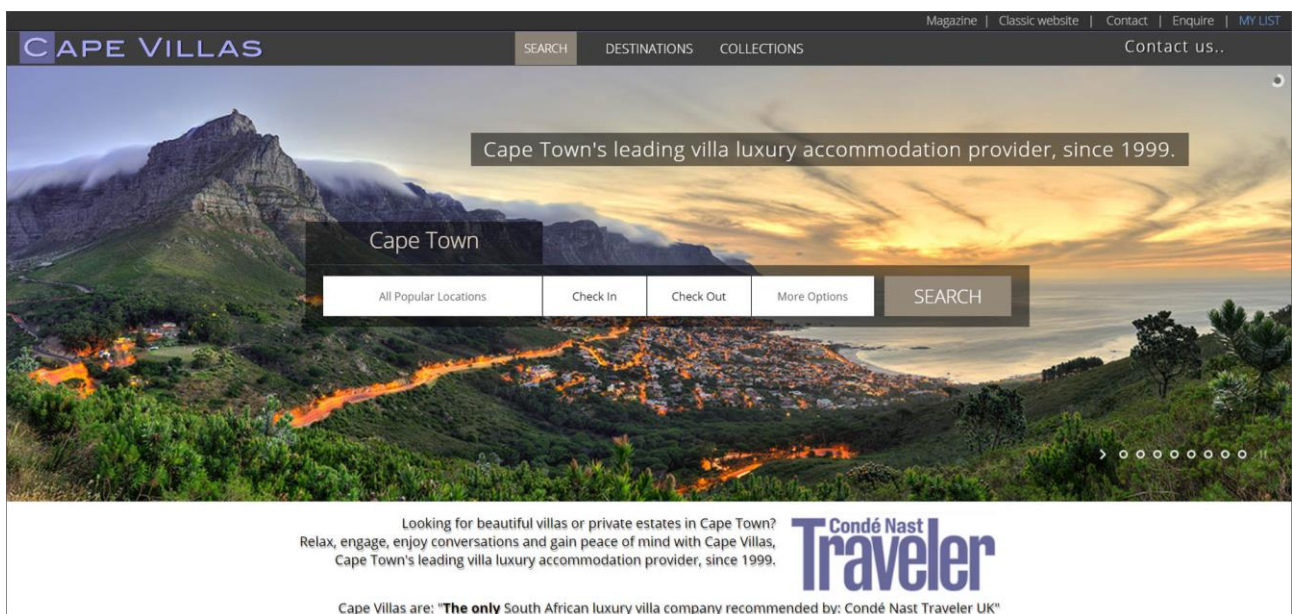 Magazine | Classic website | Contact | Enquire | MY LIST
CAPE VILLAS
SEARCH DESTINATIONS COLLECTIONS
Contact us..
Cape Town's leading villa luxury accommodation provider, since 1999.
Cape Town
All Popular Locations Check In Check Out More Options SEARCH
Looking for beautiful villas or private estates in Cape Town?
Relax, engage, enjoy conversations and gain peace of mind with Cape Villas,
Cape Town's leading villa luxury accommodation provider, since 1999.
Condé Nast
Traveler
Cape Villas are: "The only South African luxury villa company recommended by: Condé Nast Traveler UK"